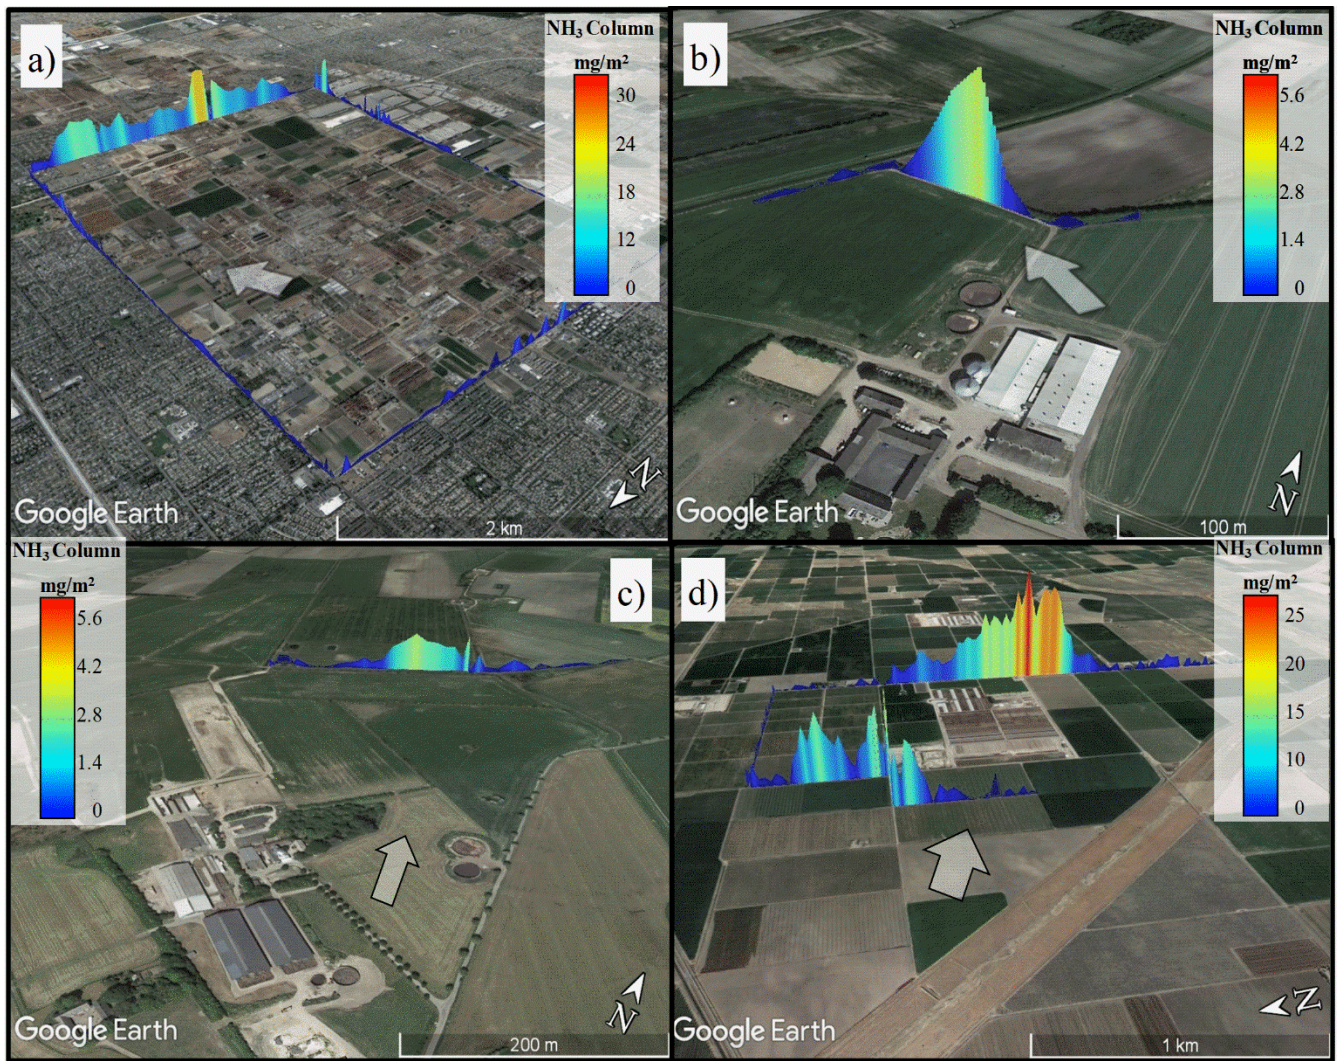 a)
NH₃ Column
mg/m²
30
24
18
12
0
N
Google Earth
2 km
b)
NH₃ Column
mg/m²
5.6
4.2
2.8
1.4
0
N
Google Earth
100 m
NH₃ Column
mg/m²
5.6
4.2
2.8
1.4
0
c)
N
Google Earth
200 m
d)
NH₃ Column
mg/m²
25
20
15
10
0
N
Google Earth
1 km